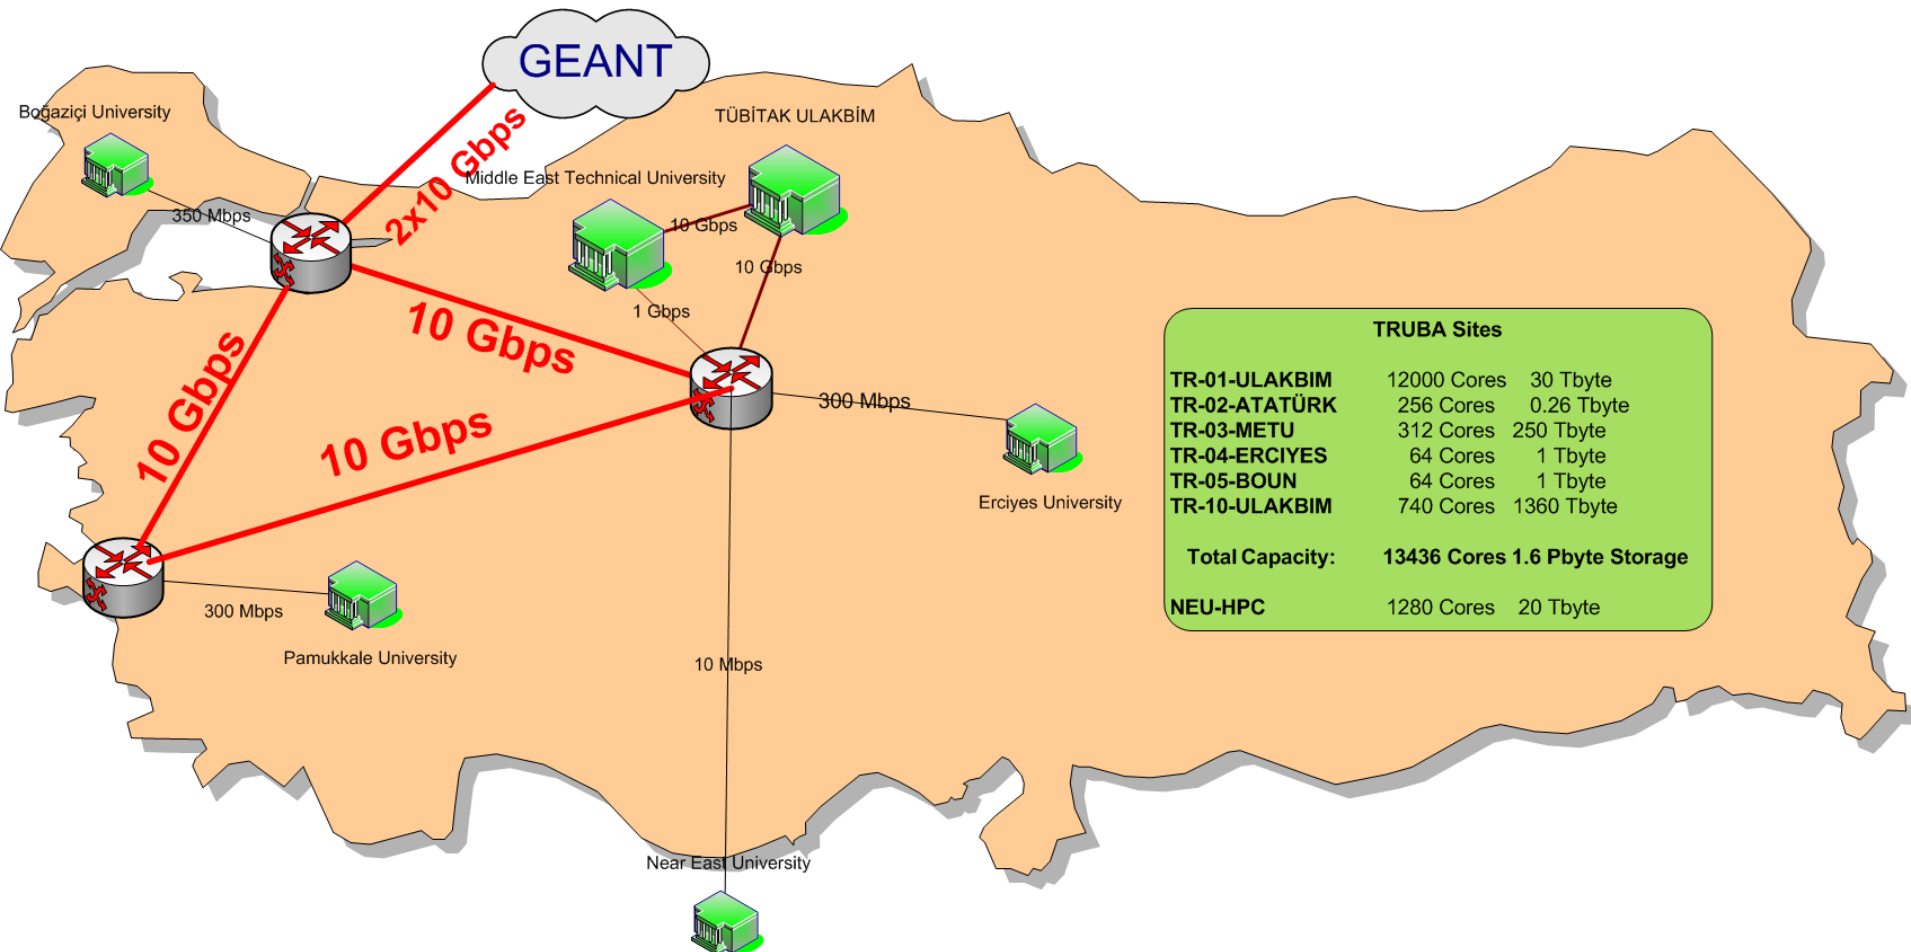 GEANT
Boğaziçi University
TÜBİTAK ULAKBİM
2x10 Gbps
Middle East Technical University
350 Mbps
10 Gbps
10 Gbps
1 Gbps
10 Gbps
10 Gbps
10 Gbps
300 Mbps
Erciyes University
300 Mbps
Pamukkale University
10 Mbps
Near East University
TRUBA Sites
TR-01-ULAKBIM 12000 Cores 30 Tbyte
TR-02-ATATÜRK 256 Cores 0.26 Tbyte
TR-03-METU 312 Cores 250 Tbyte
TR-04-ERCIYES 64 Cores 1 Tbyte
TR-05-BOUN 64 Cores 1 Tbyte
TR-10-ULAKBIM 740 Cores 1360 Tbyte
Total Capacity: 13436 Cores 1.6 Pbyte Storage
NEU-HPC 1280 Cores 20 Tbyte